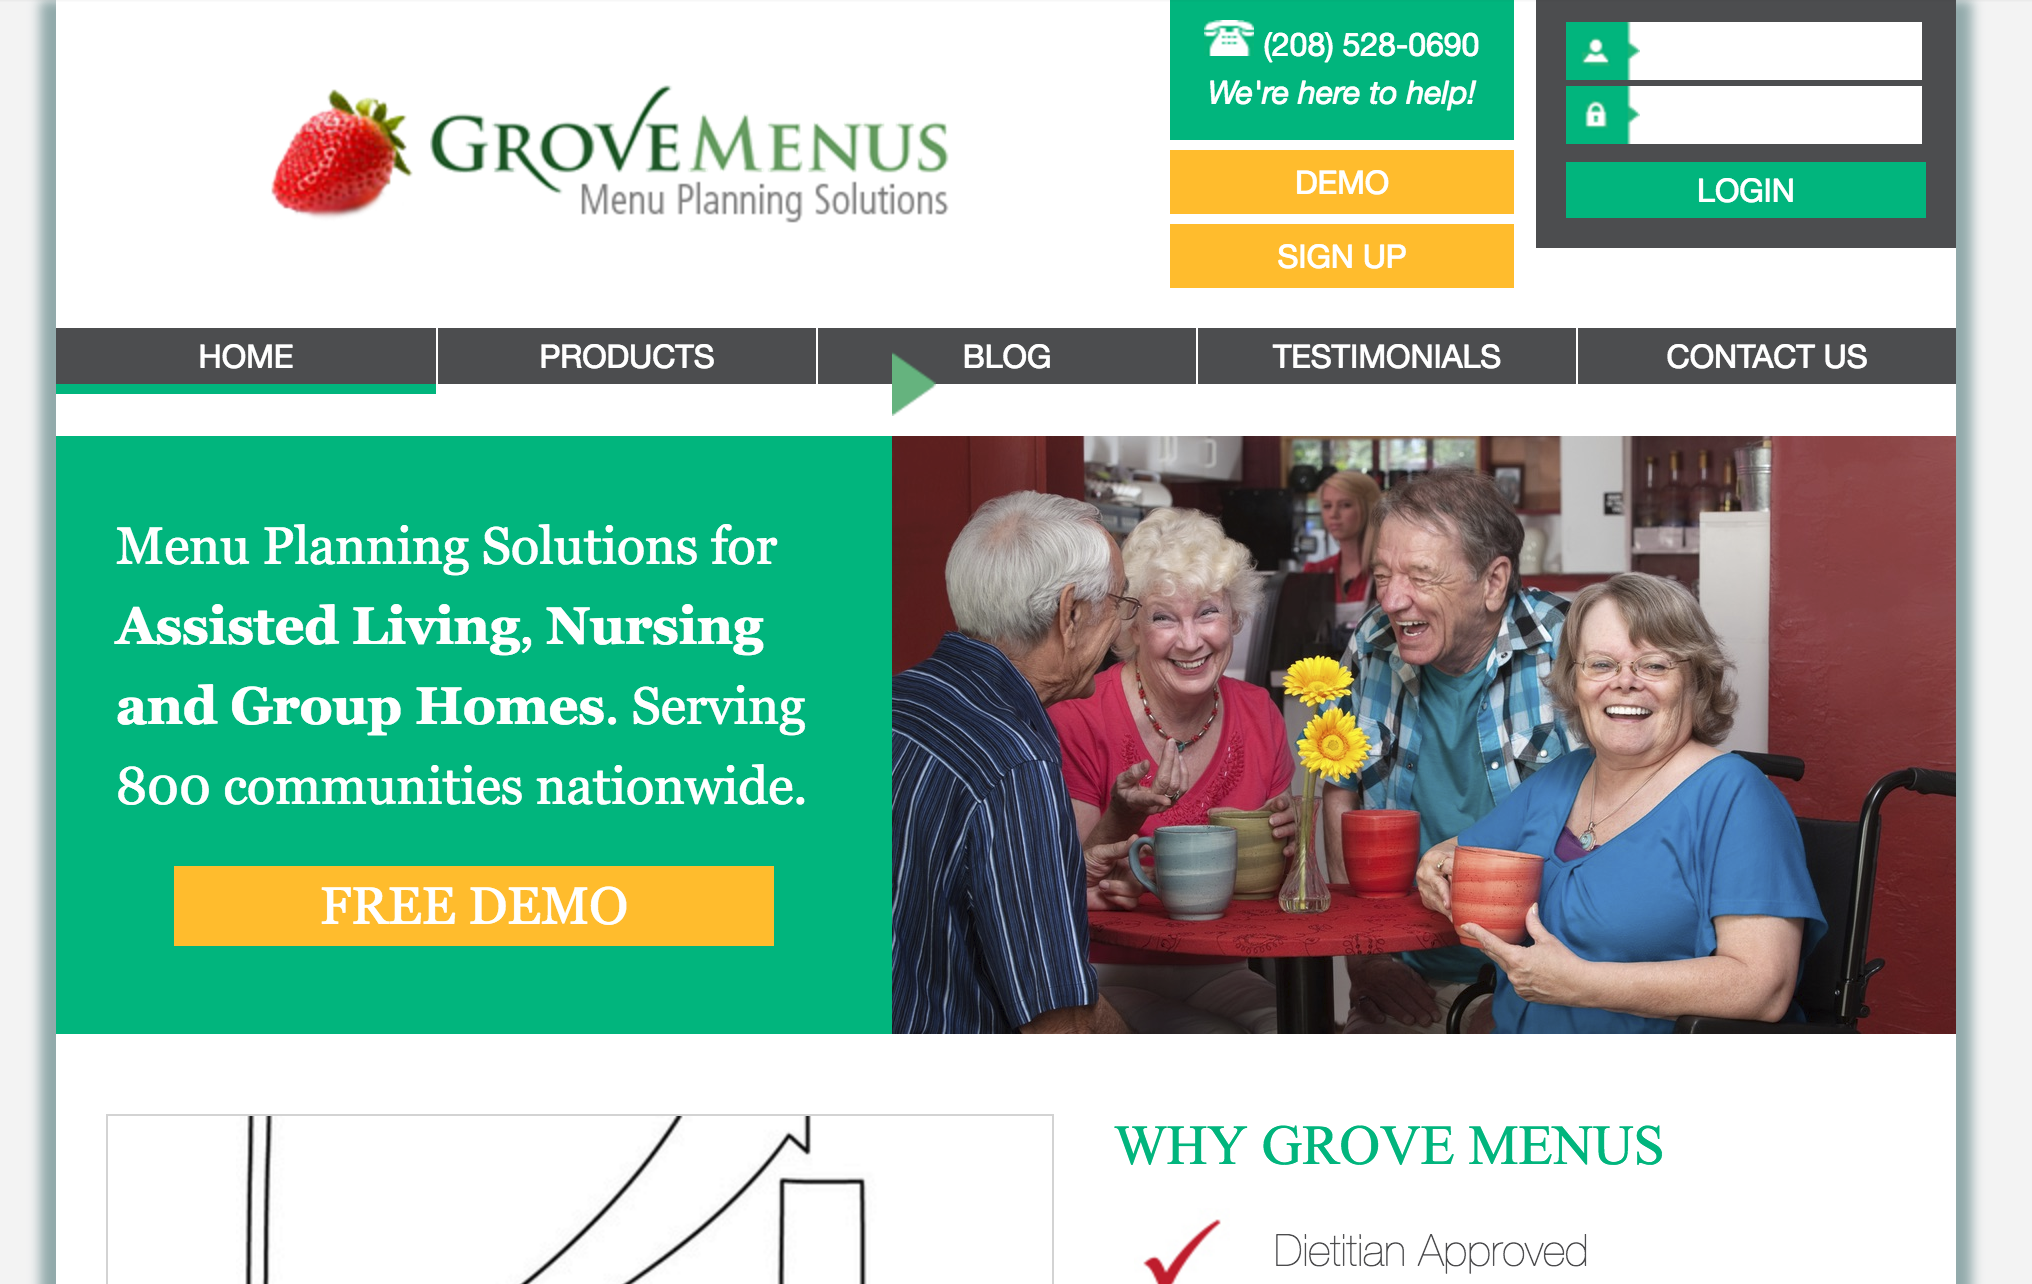 GROVEMENUS
Menu Planning Solutions
(208) 528-0690
We're here to help!
DEMO
SIGN UP
LOGIN
HOME
PRODUCTS
BLOG
TESTIMONIALS
CONTACT US
Menu Planning Solutions for
Assisted Living, Nursing
and Group Homes. Serving
800 communities nationwide.
FREE DEMO
WHY GROVE MENUS
Dietitian Approved